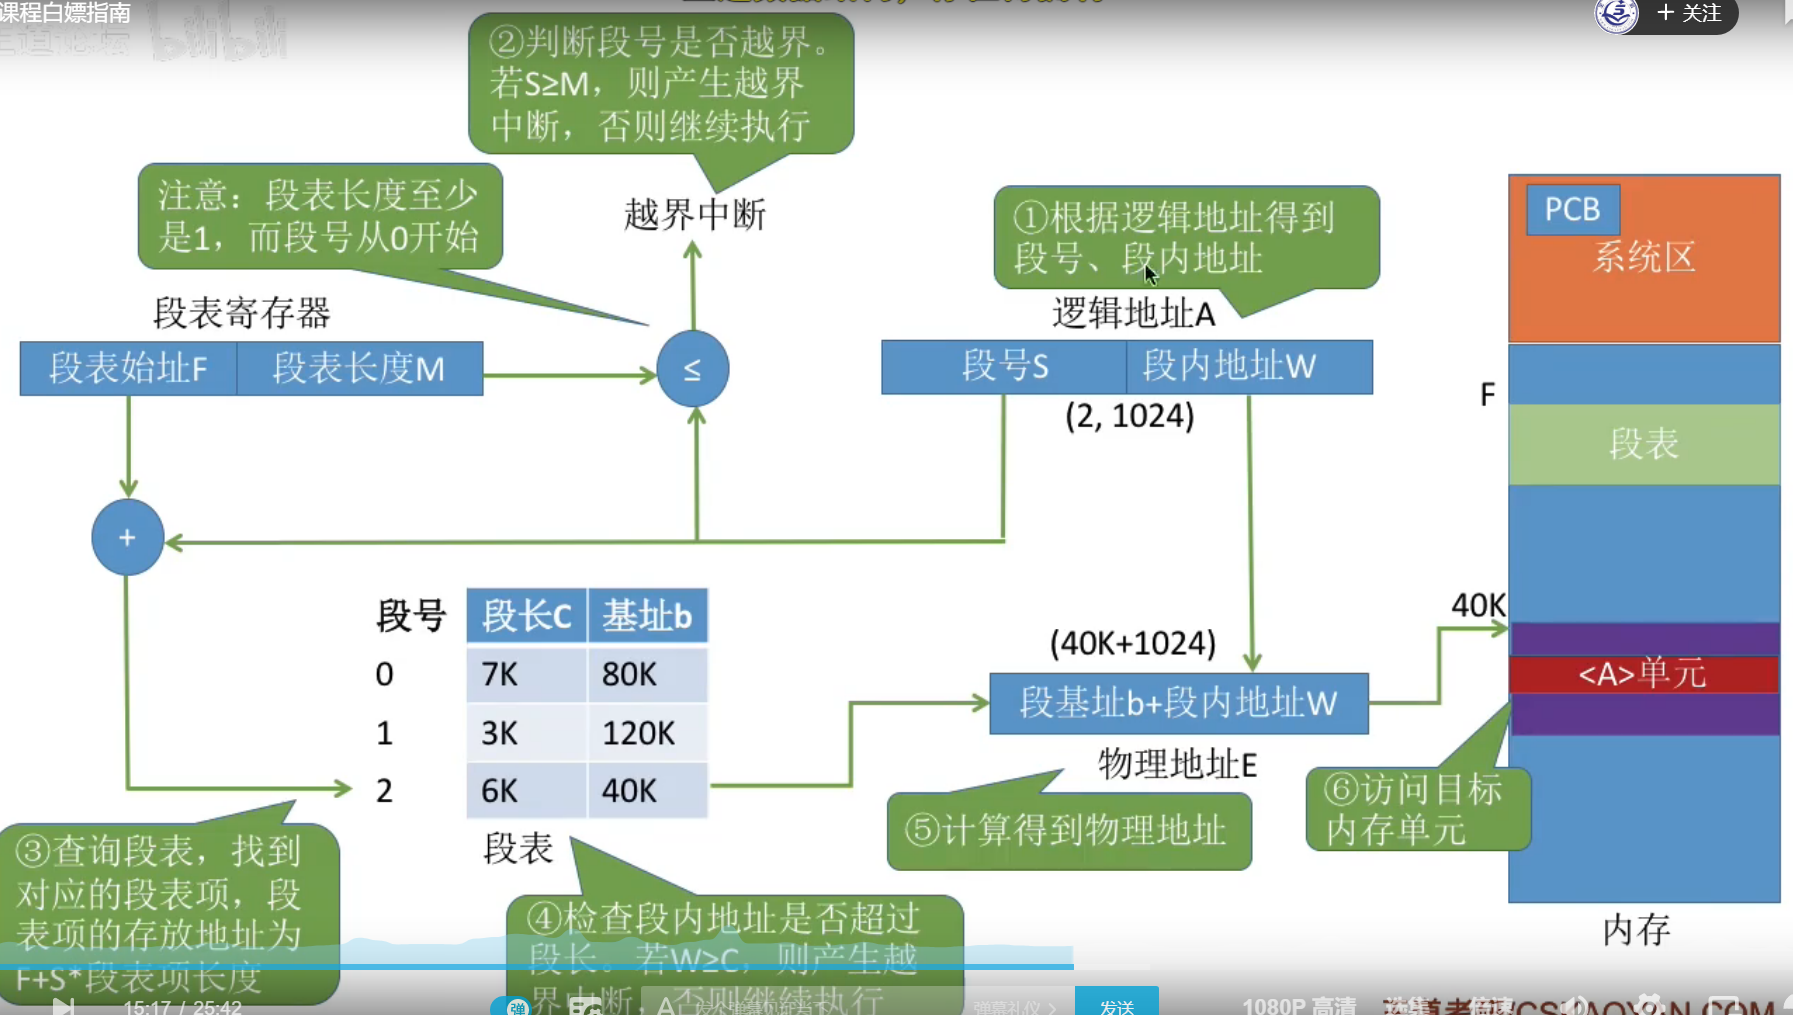 课程白嫖指南
bilibili
+ 关注
②判断段号是否越界。
若S≥M，则产生越界
中断，否则继续执行
注意：段表长度至少
是1，而段号从0开始
越界中断
①根据逻辑地址得到
段号、段内地址
PCB
系统区
段表寄存器
逻辑地址A
段表始址F
段表长度M
≤
段号S
段内地址W
(2, 1024)
F
段表
+
段号
段长C
基址b
0
7K
80K
1
3K
120K
2
6K
40K
段表
(40K+1024)
段基址b+段内地址W
物理地址E
40K
<A>单元
③查询段表，找到
对应的段表项，段
表项的存放地址为
F+S*段表项长度
④检查段内地址是否超过
段长。若W≥C，则产生越
界中断，否则继续执行
⑤计算得到物理地址
⑥访问目标
内存单元
内存
15:17 / 25:42
弹
弹幕礼仪 >
发送
1080P 高清
选集
倍速